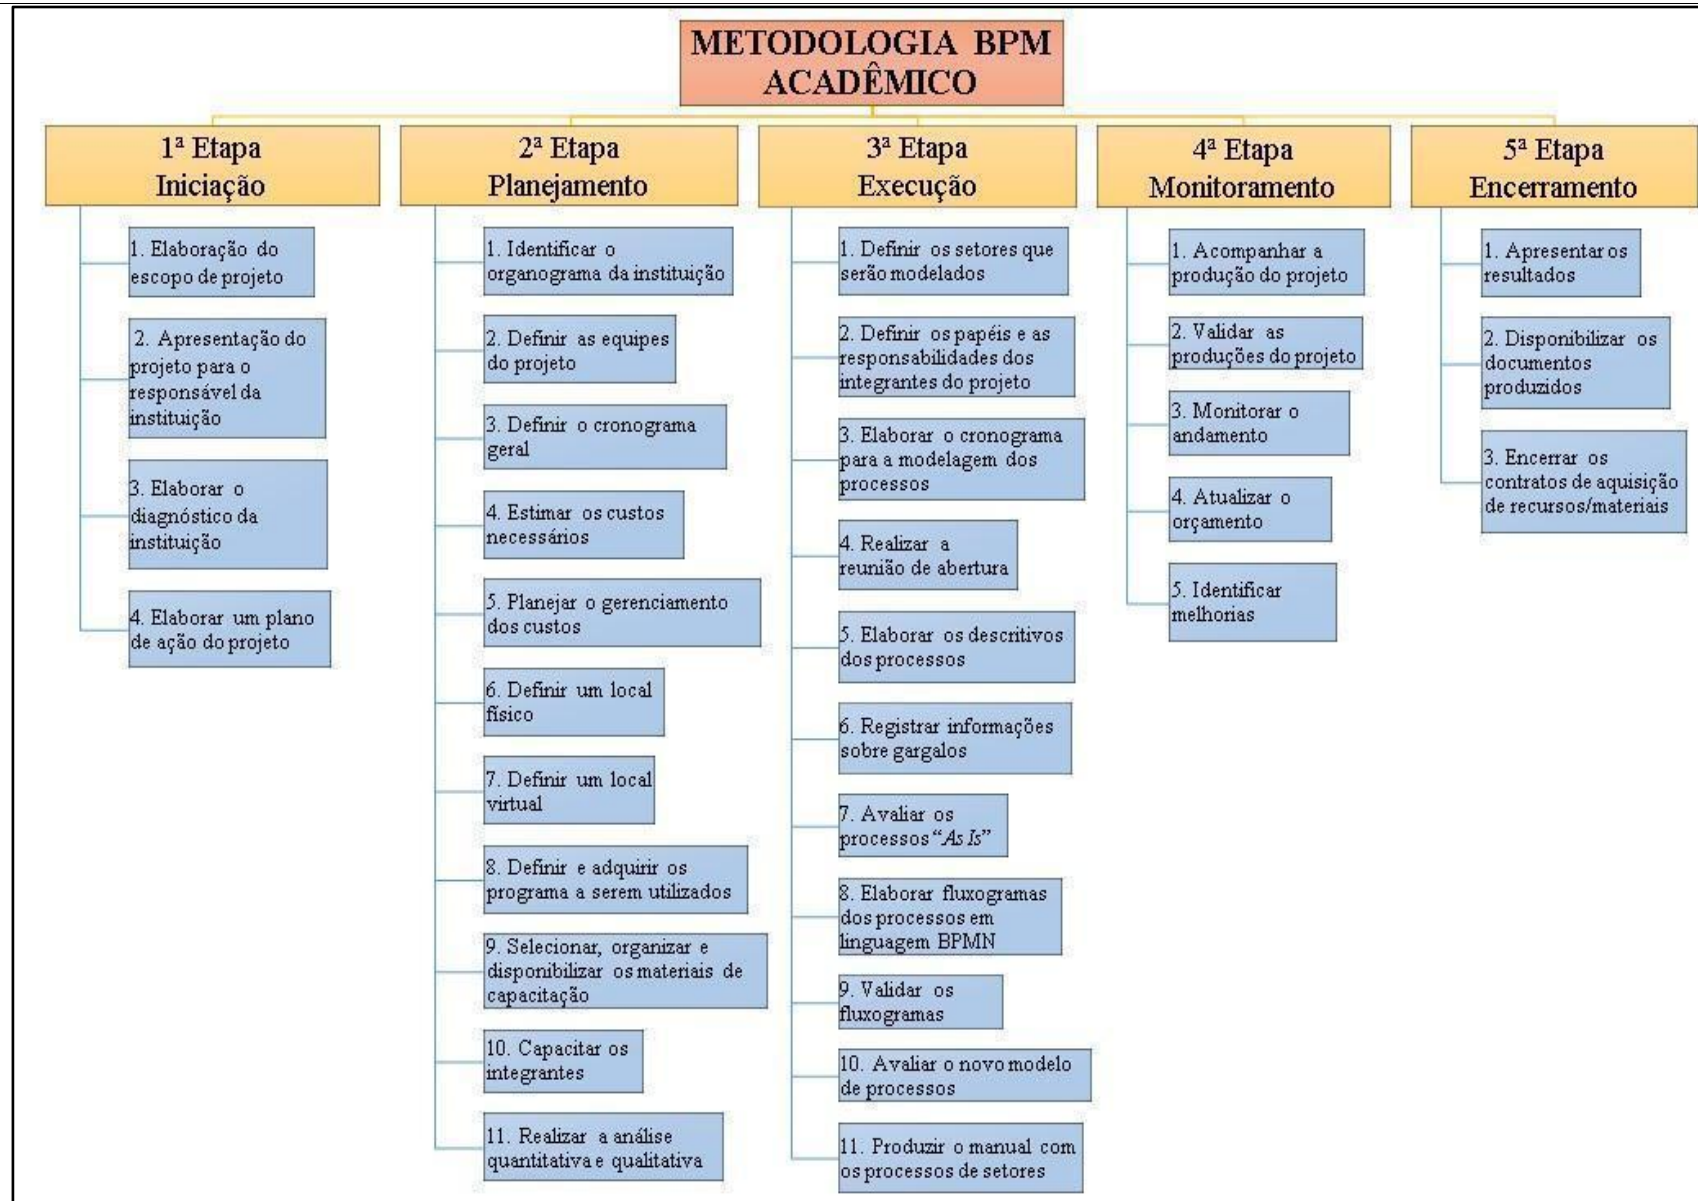 METODOLOGIA BPM
ACADÊMICO
1ª Etapa
Iniciação
1. Elaboração do
escopo de projeto
2. Apresentação do
projeto para o
responsável da
instituição
3. Elaborar o
diagnóstico da
instituição
4. Elaborar um plano
de ação do projeto
2ª Etapa
Planejamento
1. Identificar o
organograma da instituição
2. Definir as equipes
do projeto
3. Definir o cronograma
geral
4. Estimar os custos
necessários
5. Planejar o gerenciamento
dos custos
6. Definir um local
físico
7. Definir um local
virtual
8. Definir e adquirir os
programa a serem utilizados
9. Selecionar, organizar e
disponibilizar os materiais de
capacitação
10. Capacitar os
integrantes
11. Realizar a análise
quantitativa e qualitativa
3ª Etapa
Execução
1. Definir os setores que
serão modelados
2. Definir os papéis e as
responsabilidades dos
integrantes do projeto
3. Elaborar o cronograma
para a modelagem dos
processos
4. Realizar a
reunião de abertura
5. Elaborar os descritivos
dos processos
6. Registrar informações
sobre gargalos
7. Avaliar os
processos “As Is”
8. Elaborar fluxogramas
dos processos em
linguagem BPMN
9. Validar os
fluxogramas
10. Avaliar o novo modelo
de processos
11. Produzir o manual com
os processos de setores
4ª Etapa
Monitoramento
1. Acompanhar a
produção do projeto
2. Validar as
produções do projeto
3. Monitorar o
andamento
4. Atualizar o
orçamento
5. Identificar
melhorias
5ª Etapa
Encerramento
1. Apresentar os
resultados
2. Disponibilizar os
documentos
produzidos
3. Encerrar os
contratos de aquisição
de recursos/materiais